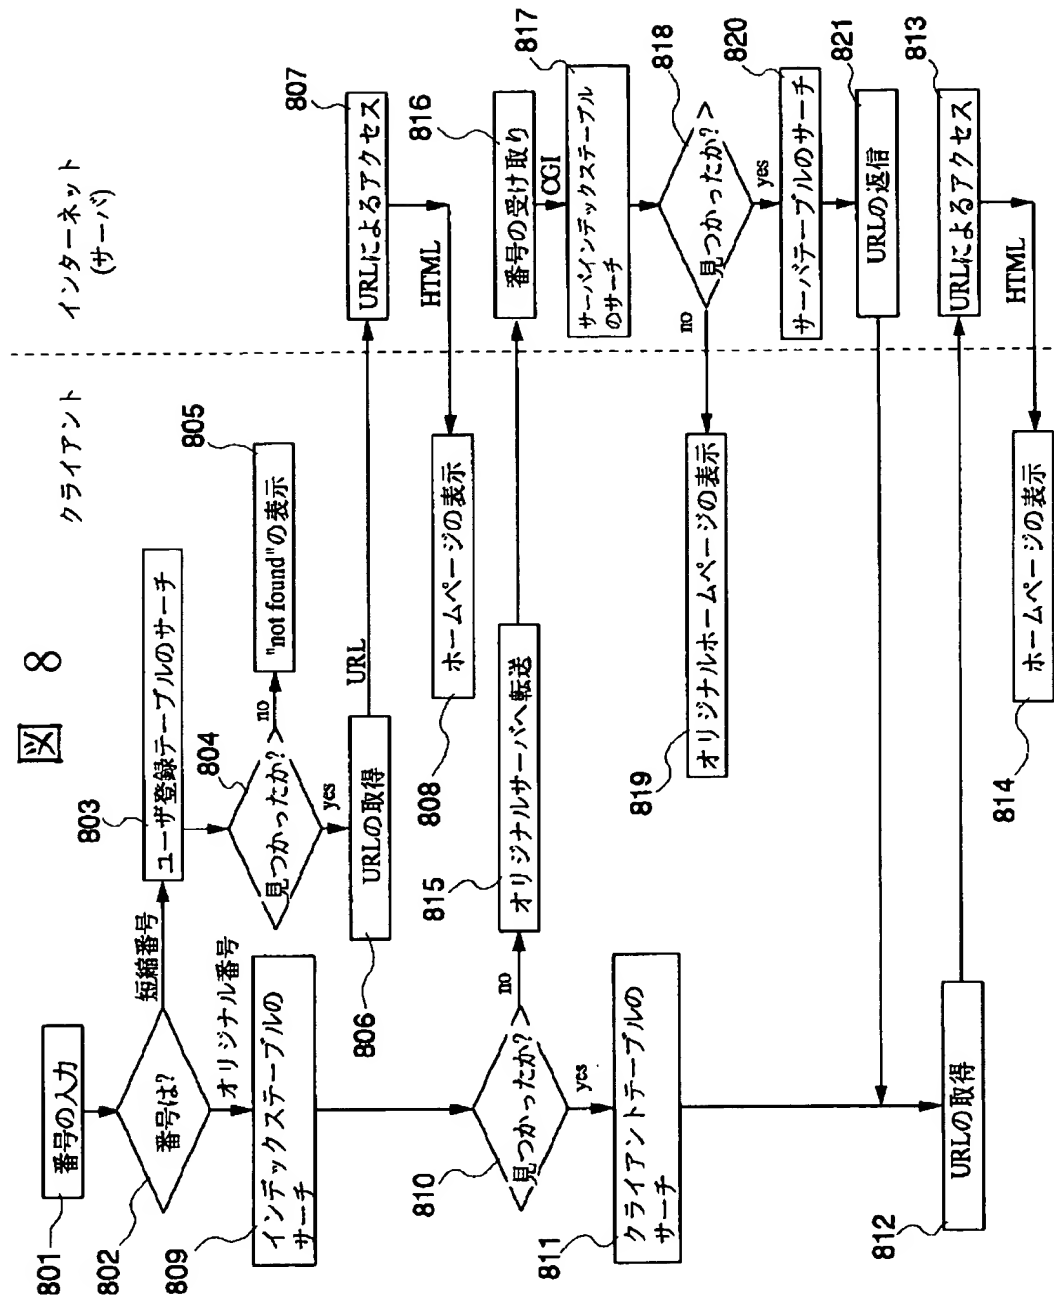 図 8
クライアント
インターネット
(サーバ)
801
番号の入力
802
番号は?
短縮番号
オリジナル番号
803
ユーザ登録テーブルのサーチ
804
見つかったか?
no
yes
805
"not found"の表示
806
URLの取得
URL
807
URLによるアクセス
HTML
808
ホームページの表示
809
インデックステーブルの
サーチ
810
見つかったか?
no
yes
815
オリジナルサーバへ転送
816
番号の受け取り
CGI
817
サーバインデックステーブル
のサーチ
818
見つかったか?
no
yes
819
オリジナルホームページの表示
820
サーバテーブルのサーチ
821
URLの返信
811
クライアントテーブルの
サーチ
812
URLの取得
813
URLによるアクセス
HTML
814
ホームページの表示